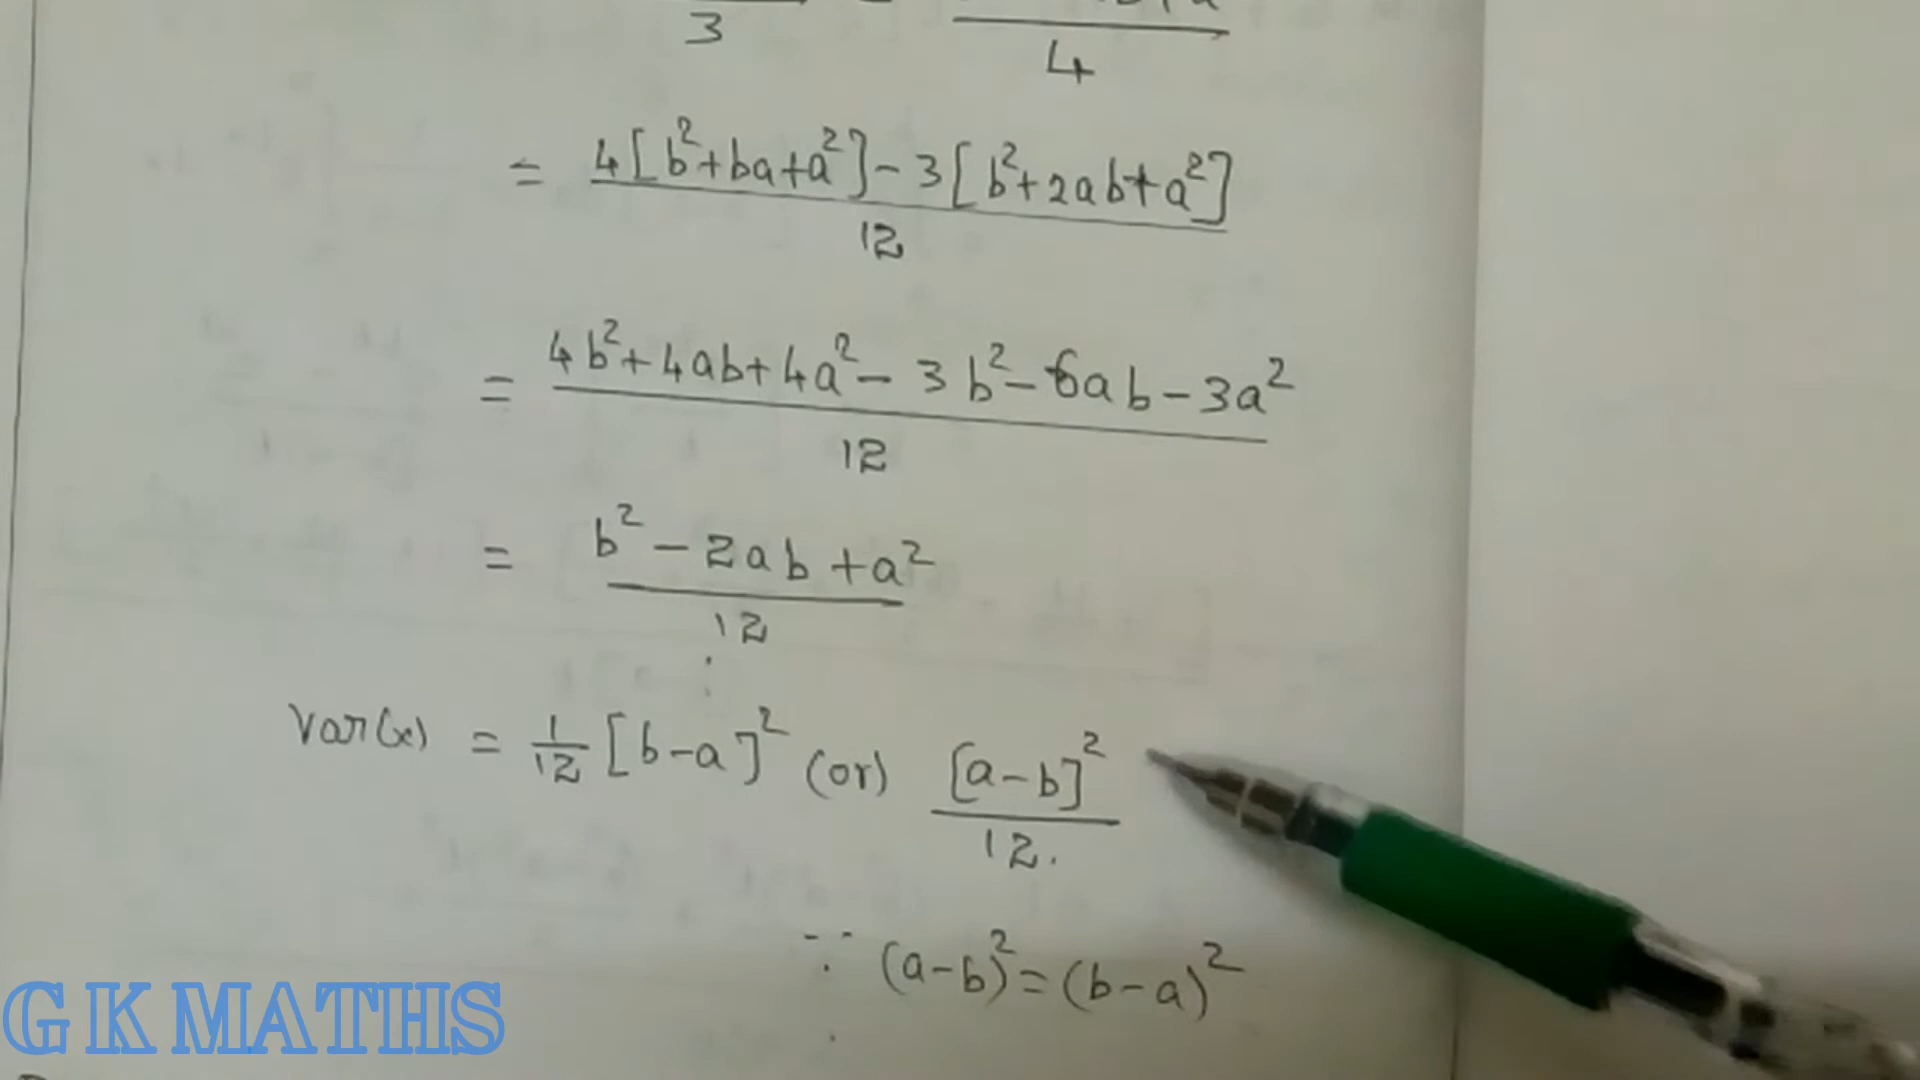 3 4
= 4[b²+ba+a²]-3[b²+2ab+a²]
12
= 4b²+4ab+4a²-3b²-6ab-3a²
12
= b²-2ab+a²
12
Var(x) = 1/12 [b-a]² (or) [a-b]²
12.
∵ (a-b)²=(b-a)²
G K MATHS